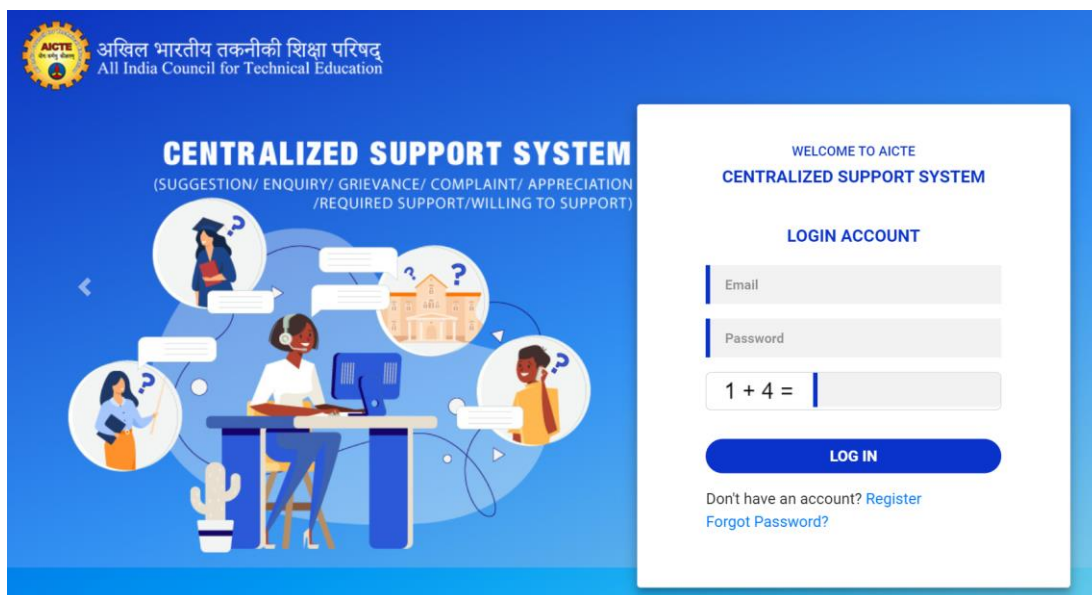 AICTE
अखिल भारतीय तकनीकी शिक्षा परिषद्
All India Council for Technical Education
CENTRALIZED SUPPORT SYSTEM
(SUGGESTION/ ENQUIRY/ GRIEVANCE/ COMPLAINT/ APPRECIATION
/REQUIRED SUPPORT/WILLING TO SUPPORT)
? ? ? ? ?
WELCOME TO AICTE
CENTRALIZED SUPPORT SYSTEM
LOGIN ACCOUNT
Email
Password
1 + 4 =
LOG IN
Don't have an account? Register
Forgot Password?